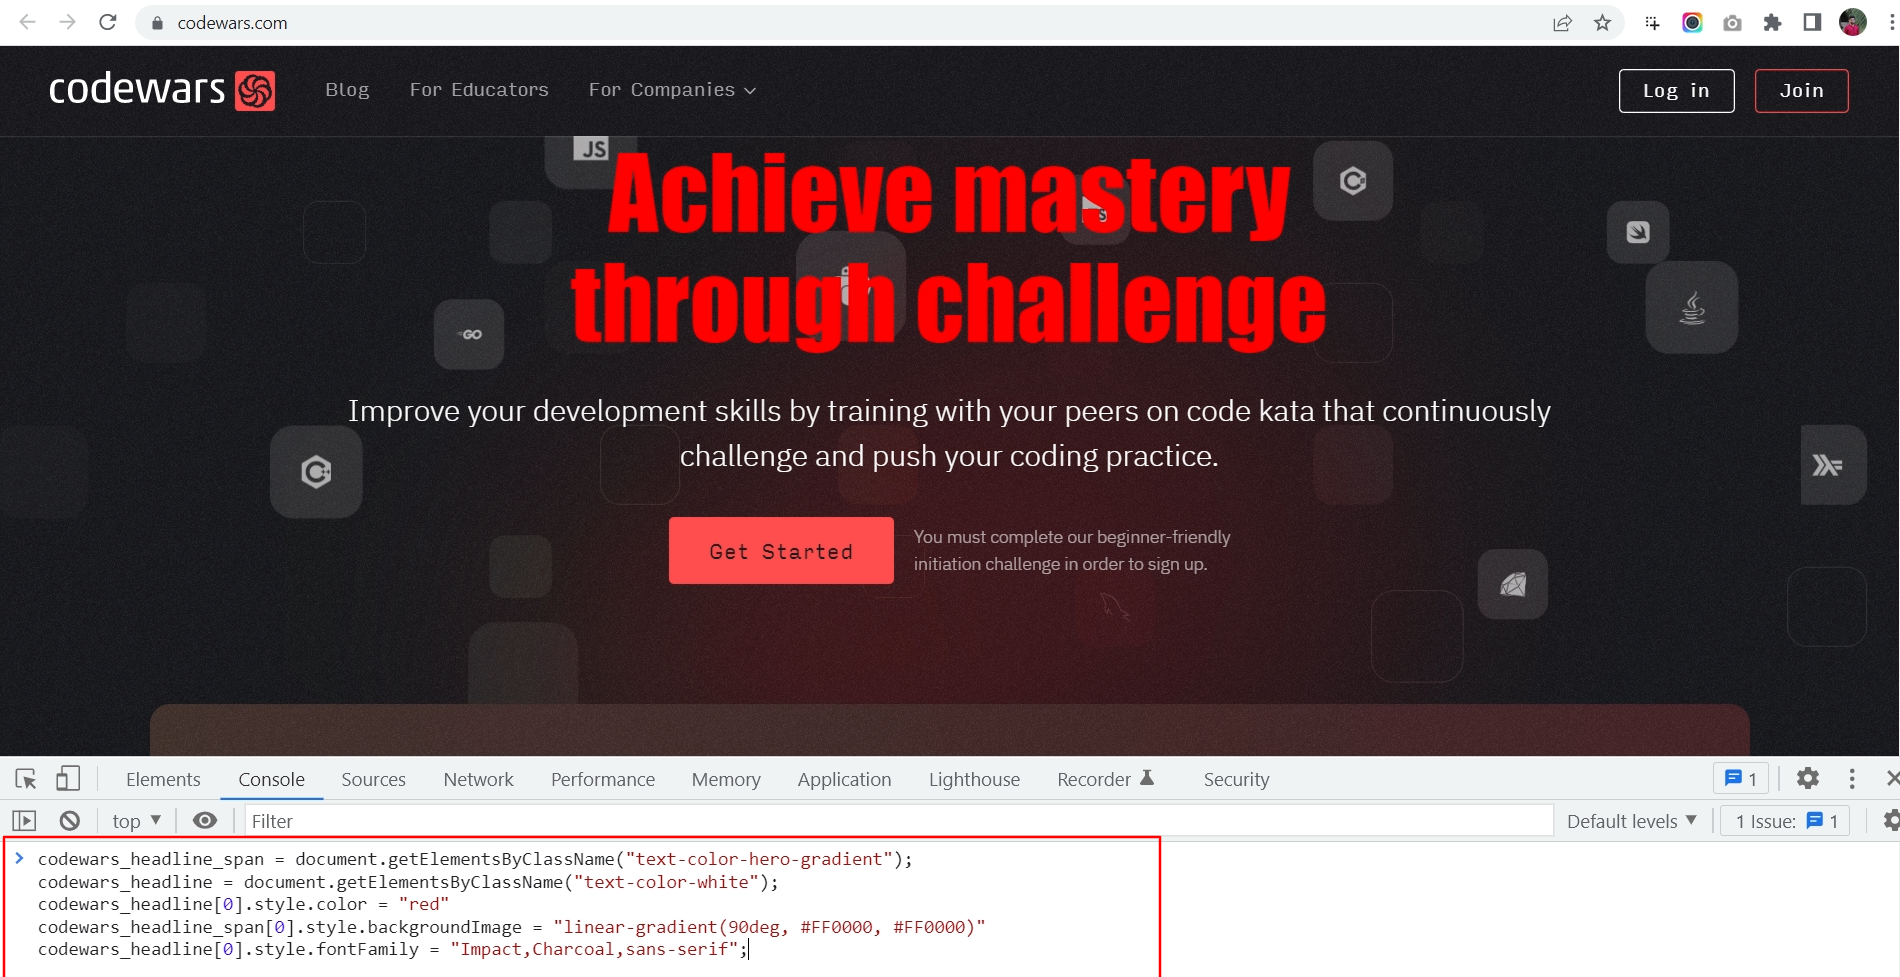 codewars.com
codewars
Blog
For Educators
For Companies
Log in
Join
JS
Achieve mastery
through challenge
GO
Improve your development skills by training with your peers on code kata that continuously
challenge and push your coding practice.
Get Started
You must complete our beginner-friendly
initiation challenge in order to sign up.
Elements
Console
Sources
Network
Performance
Memory
Application
Lighthouse
Recorder
Security
1
top
Filter
Default levels
1 Issue:
1
codewars_headline_span = document.getElementsByClassName("text-color-hero-gradient");
codewars_headline = document.getElementsByClassName("text-color-white");
codewars_headline[0].style.color = "red"
codewars_headline_span[0].style.backgroundImage = "linear-gradient(90deg, #FF0000, #FF0000)"
codewars_headline[0].style.fontFamily = "Impact,Charcoal,sans-serif";